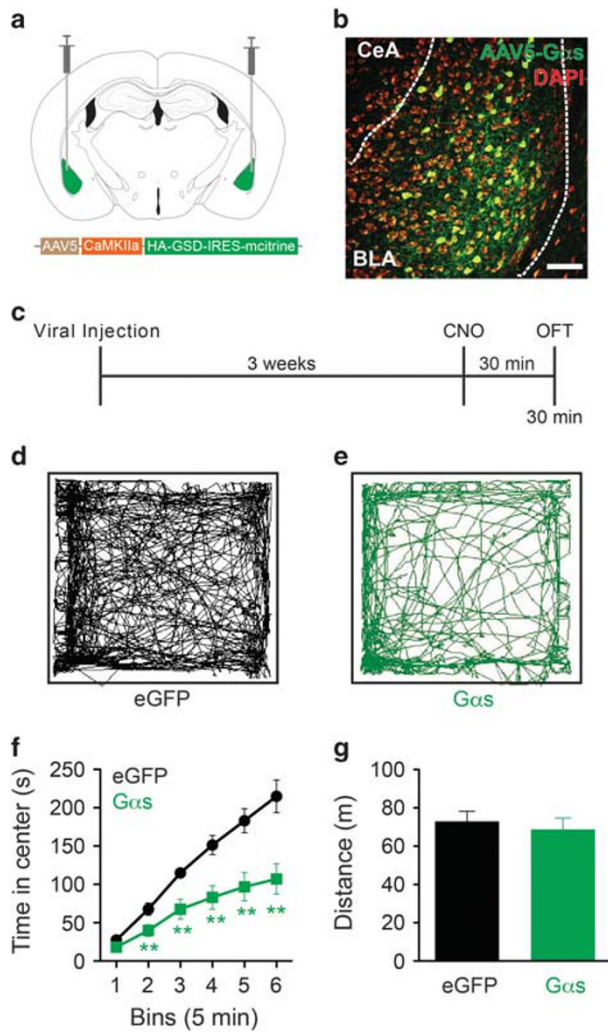 a
AAV5 CaMKIIa HA-GSD-IRES-mcitrine
b
CeA
AAV5-Gαs
DAPI
BLA
c
Viral Injection
CNO
OFT
3 weeks
30 min
30 min
d
eGFP
e
Gαs
f
eGFP
Gαs
Time in center (s)
250
200
150
100
50
0
** ** ** ** **
1 2 3 4 5 6
Bins (5 min)
g
Distance (m)
100
80
60
40
20
0
eGFP Gαs